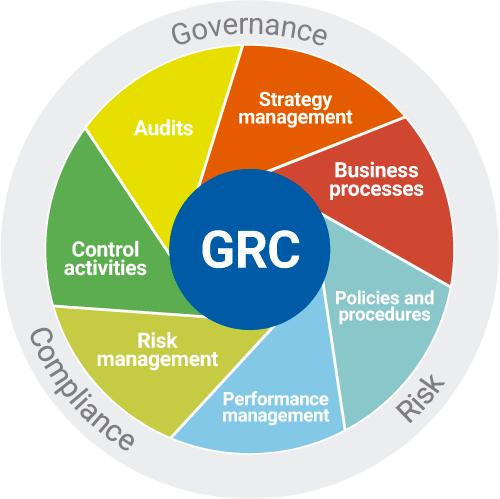 Governance
Audits
Strategy
management
Business
processes
Policies and
procedures
Performance
management
Risk
management
Control
activities
GRC
Compliance
Risk